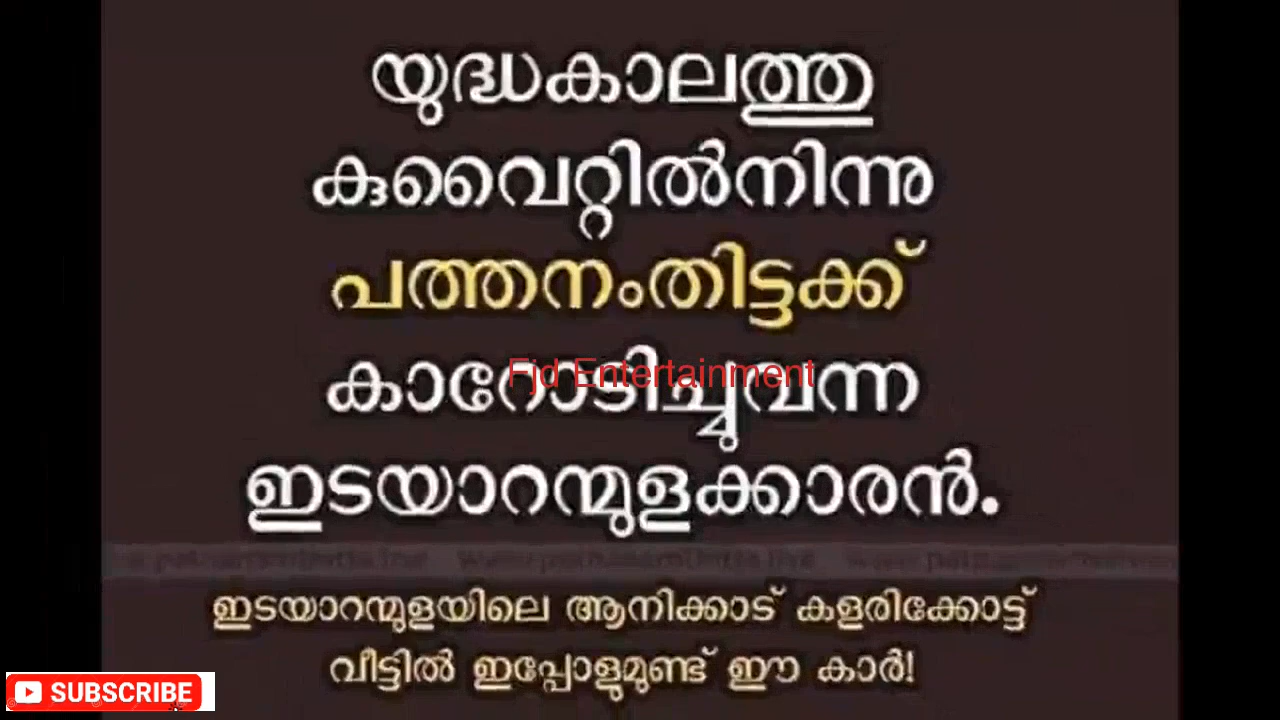 യുദ്ധകാലത്തു
കുവൈറ്റിൽനിന്നു
പത്തനംതിട്ടക്ക്
Fjd Entertainment
കാറോടിച്ചുവന്ന
ഇടയാറന്മുളക്കാരൻ.
ഇടയാറന്മുളയിലെ ആനിക്കാട് കളരിക്കോട്ട്
വീട്ടിൽ ഇപ്പോളുമുണ്ട് ഈ കാർ!
SUBSCRIBE